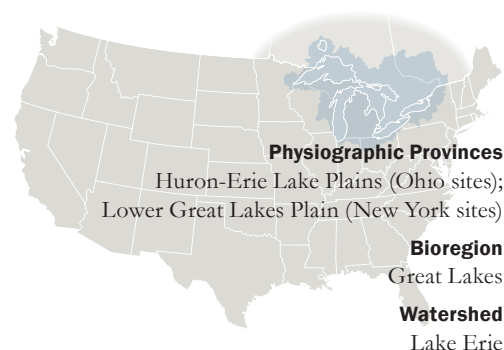 Physiographic Provinces
Huron-Erie Lake Plains (Ohio sites);
Lower Great Lakes Plain (New York sites)
Bioregion
Great Lakes
Watershed
Lake Erie